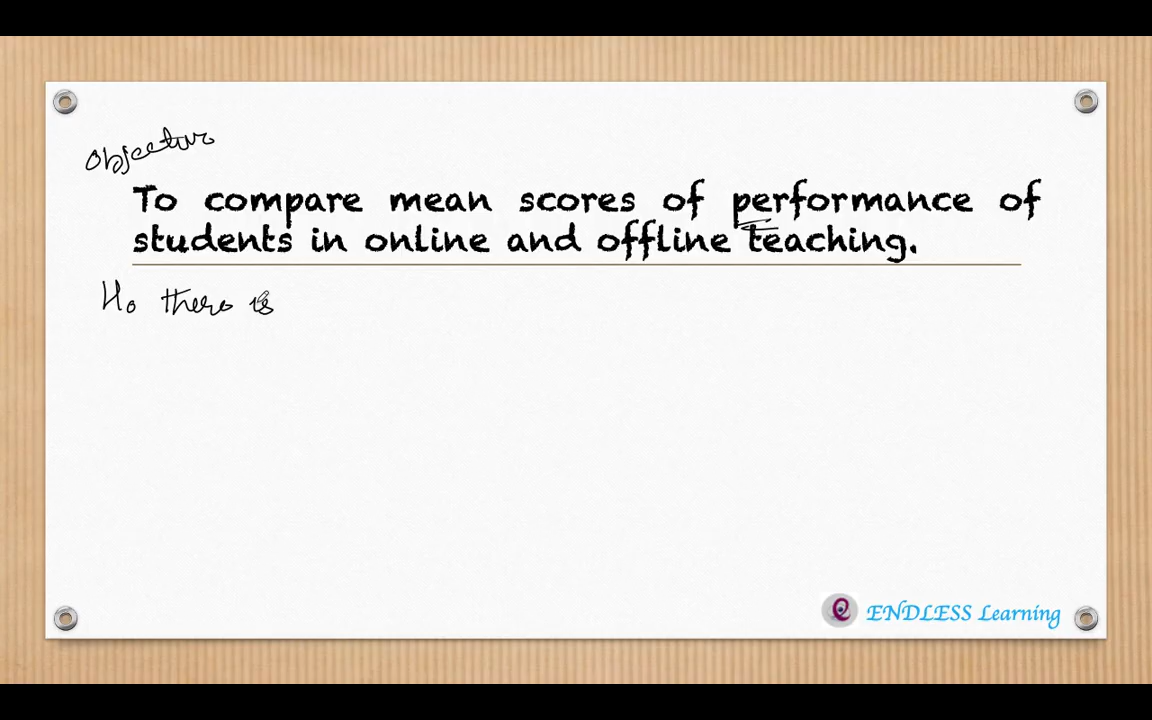 Objective
To compare mean scores of performance of
students in online and offline teaching.
H₀ there is
ENDLESS Learning